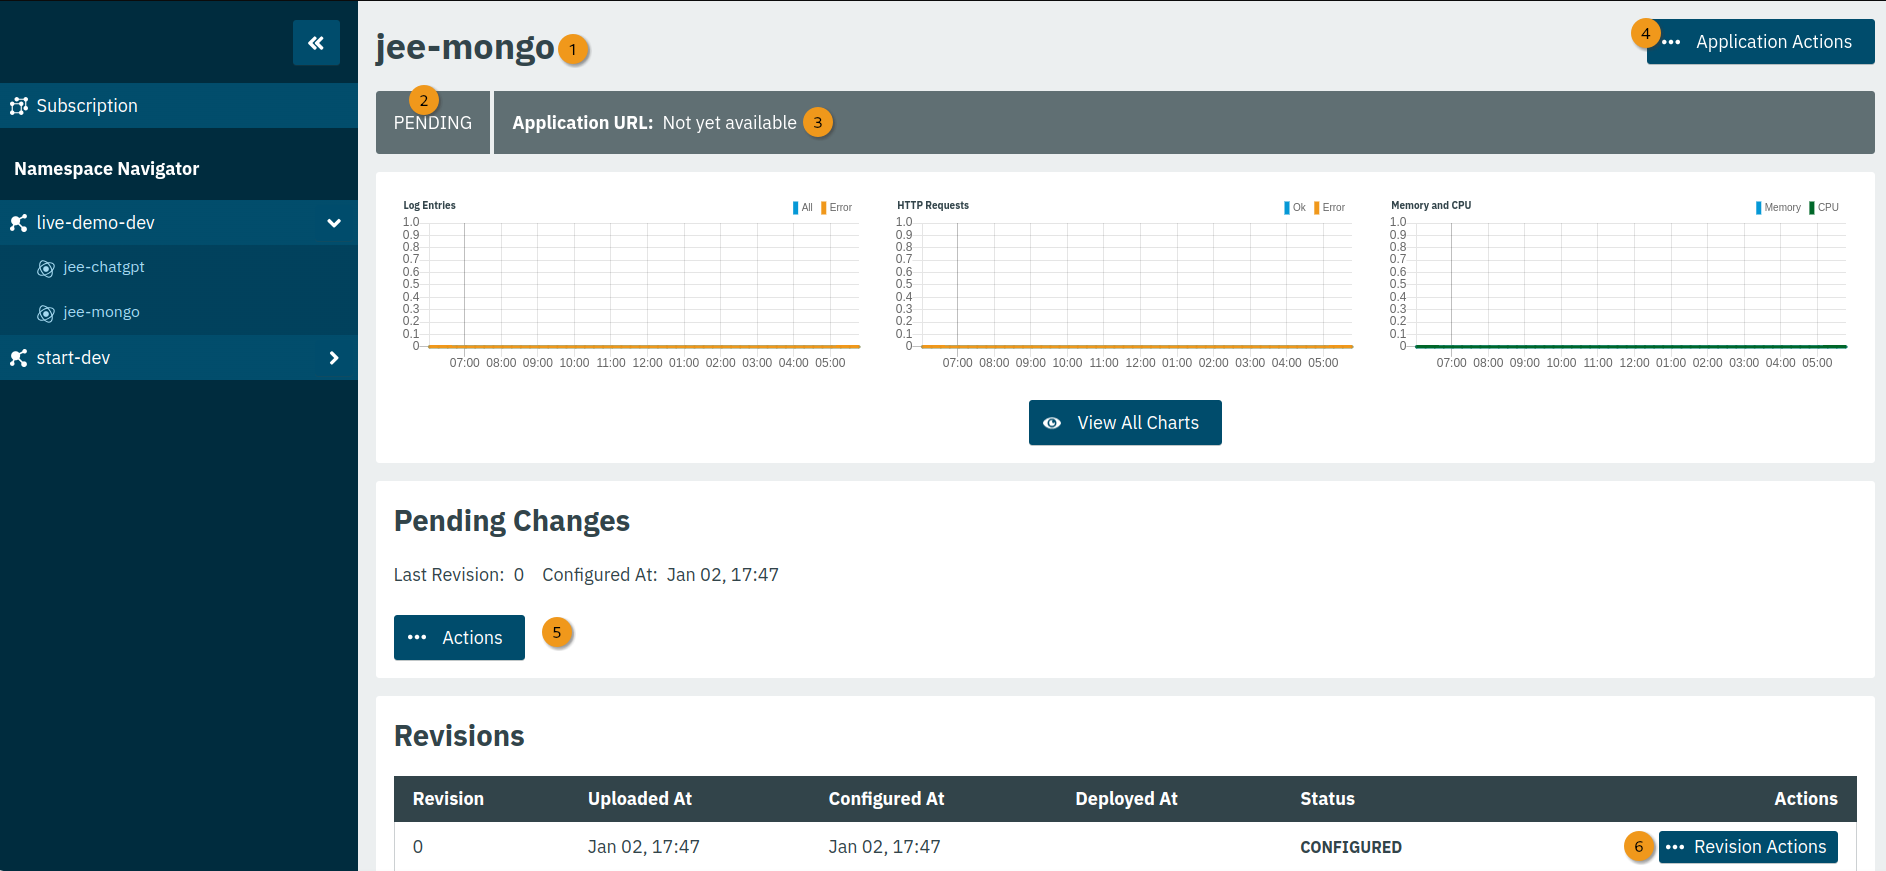 Subscription
Namespace Navigator
live-demo-dev
jee-chatgpt
jee-mongo
start-dev
jee-mongo 1
4 ••• Application Actions
2
PENDING
Application URL: Not yet available 3
Log Entries All Error
1.0
0.9
0.8
0.7
0.6
0.5
0.4
0.3
0.2
0.1
0
07:00 08:00 09:00 10:00 11:00 12:00 01:00 02:00 03:00 04:00 05:00
HTTP Requests Ok Error
1.0
0.9
0.8
0.7
0.6
0.5
0.4
0.3
0.2
0.1
0
07:00 08:00 09:00 10:00 11:00 12:00 01:00 02:00 03:00 04:00 05:00
Memory and CPU Memory CPU
1.0
0.9
0.8
0.7
0.6
0.5
0.4
0.3
0.2
0.1
0
07:00 08:00 09:00 10:00 11:00 12:00 01:00 02:00 03:00 04:00 05:00
View All Charts
Pending Changes
Last Revision: 0 Configured At: Jan 02, 17:47
••• Actions 5
Revisions
Revision Uploaded At Configured At Deployed At Status Actions
0 Jan 02, 17:47 Jan 02, 17:47 CONFIGURED 6 ••• Revision Actions